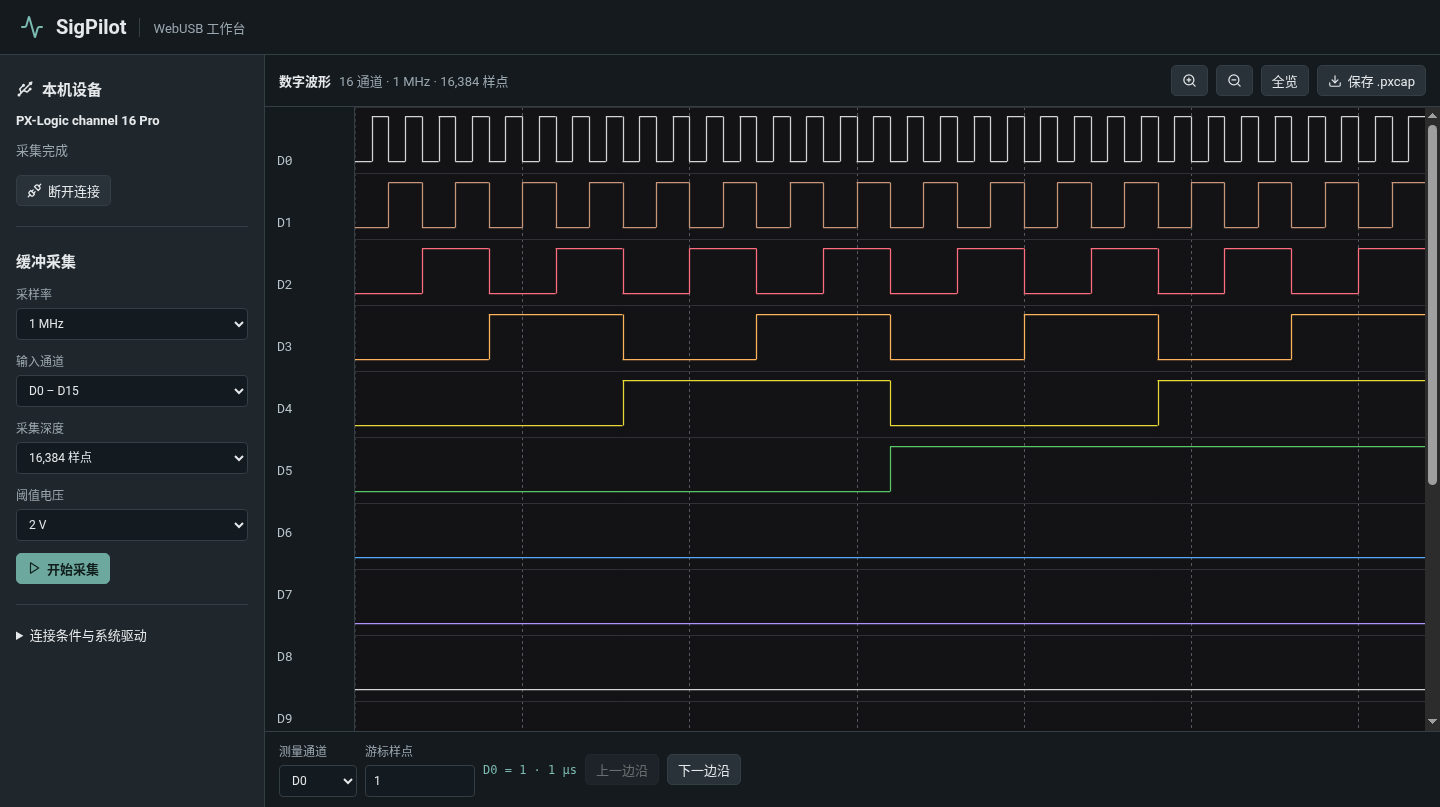 SigPilot
WebUSB 工作台
本机设备
PX-Logic channel 16 Pro
采集完成
断开连接
缓冲采集
采样率
1 MHz
输入通道
D0 – D15
采集深度
16,384 样点
阈值电压
2 V
开始采集
连接条件与系统驱动
数字波形 16 通道 · 1 MHz · 16,384 样点
全览
保存 .pxcap
D0
D1
D2
D3
D4
D5
D6
D7
D8
D9
测量通道
D0
游标样点
1
D0 = 1 · 1 µs
上一边沿
下一边沿